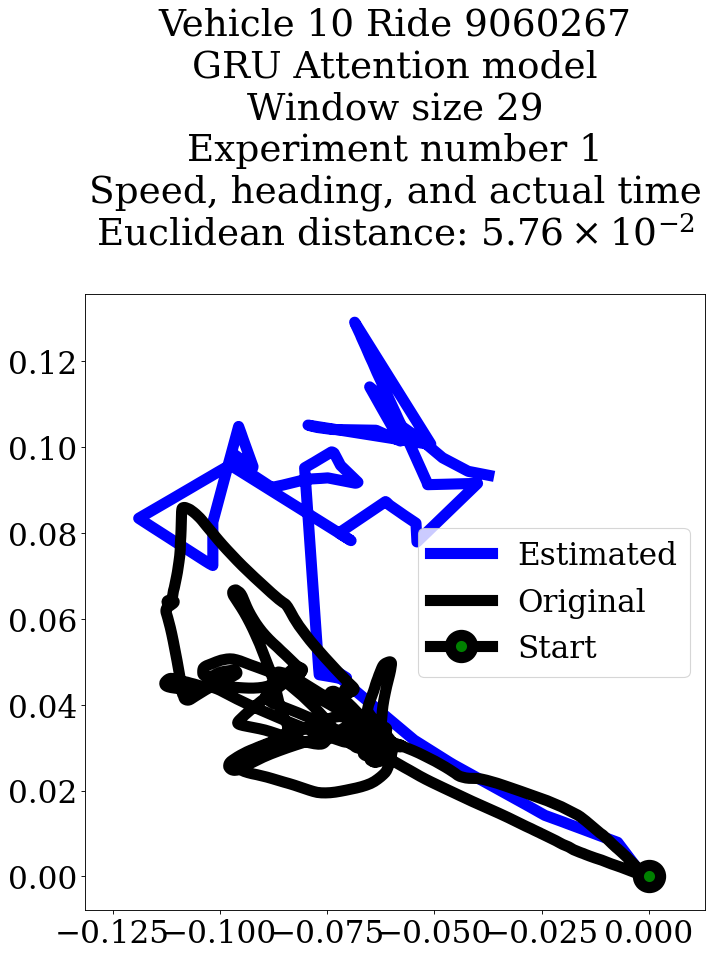 Vehicle 10 Ride 9060267
GRU Attention model
Window size 29
Experiment number 1
Speed, heading, and actual time
Euclidean distance: 5.76 × 10⁻²
0.12
0.10
0.08
0.06
0.04
0.02
0.00
Estimated
Original
Start
−0.125 −0.100 −0.075 −0.050 −0.025 0.000